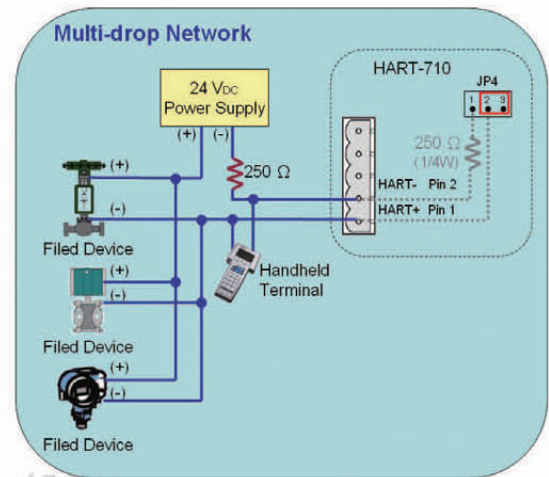 Multi-drop Network
24 VDC
Power Supply
(+)
(-)
250 Ω
HART-710
JP4
1 2 3
250 Ω
(1/4W)
HART- Pin 2
HART+ Pin 1
(+)
(-)
Filed Device
Handheld
Terminal
(+)
(-)
Filed Device
(+)
(-)
Filed Device